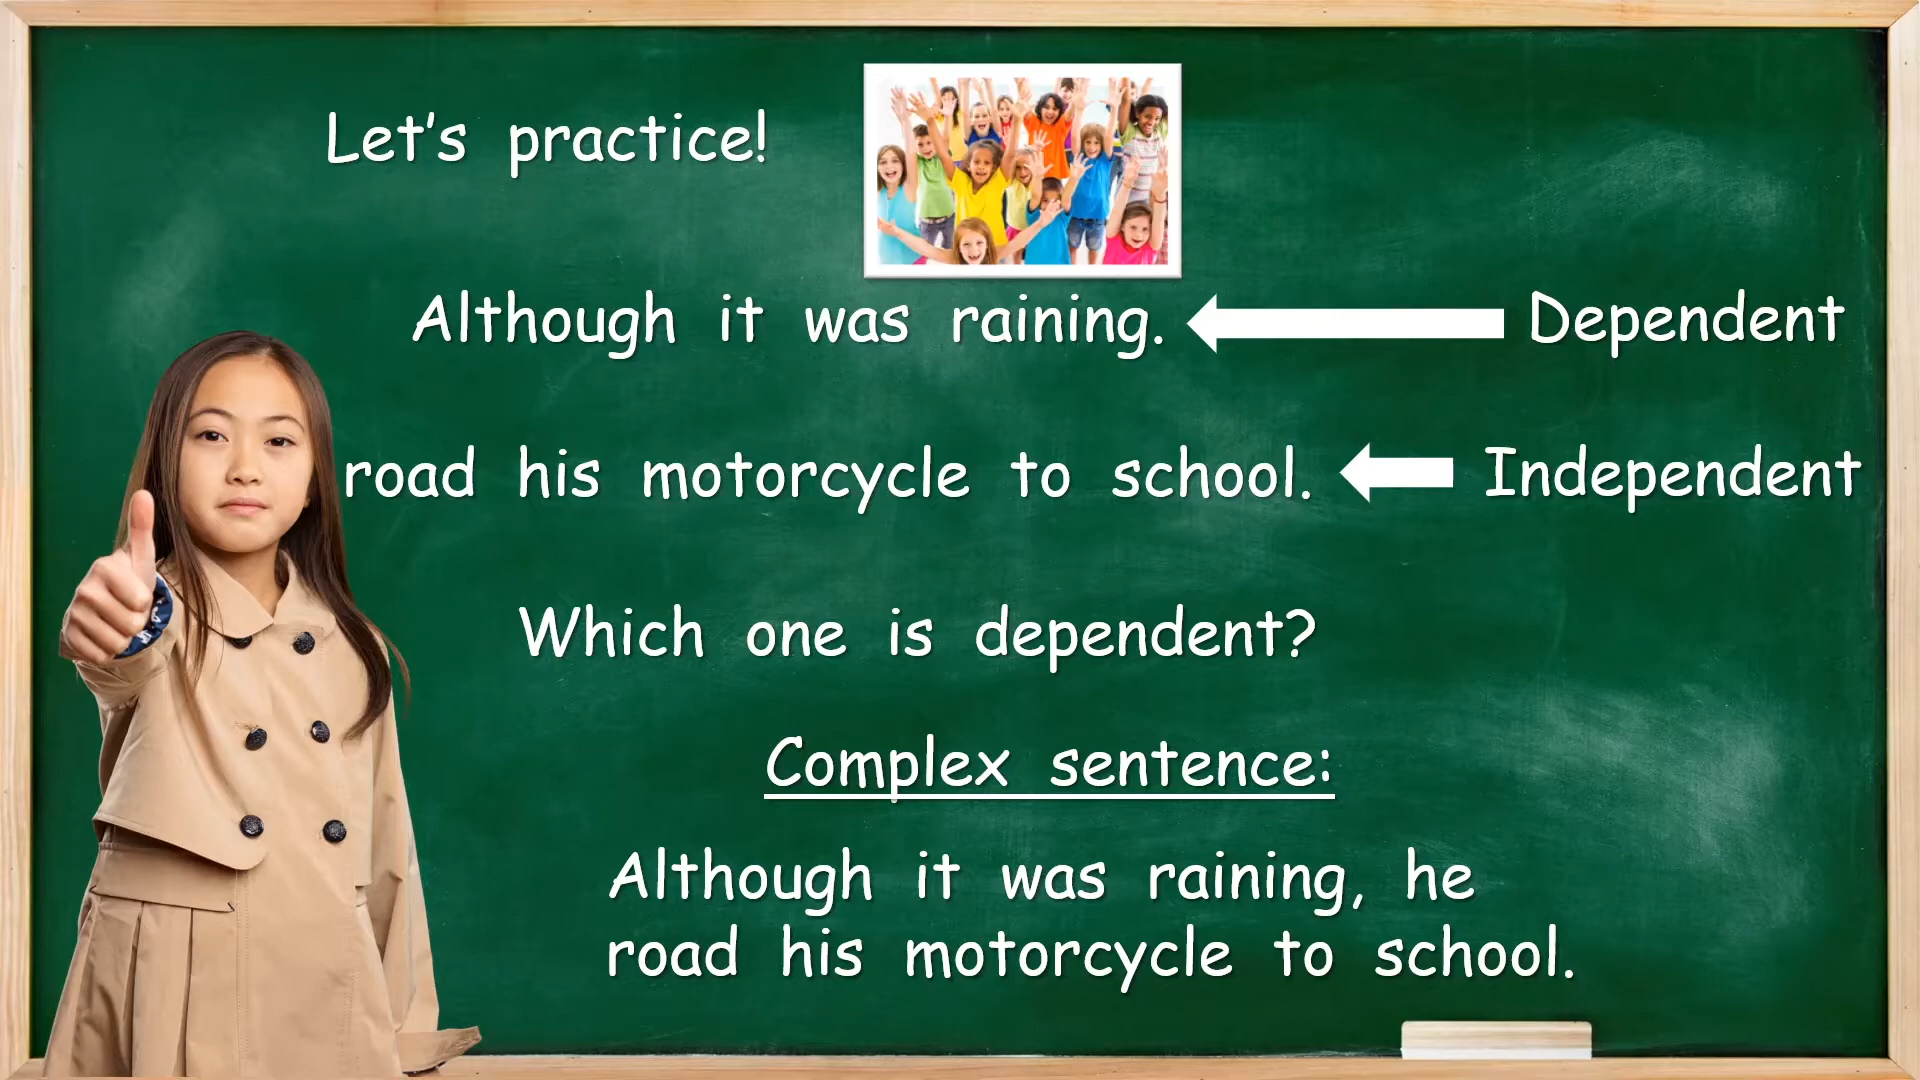 Let's practice!
Although it was raining. Dependent
road his motorcycle to school. Independent
Which one is dependent?
Complex sentence:
Although it was raining, he
road his motorcycle to school.